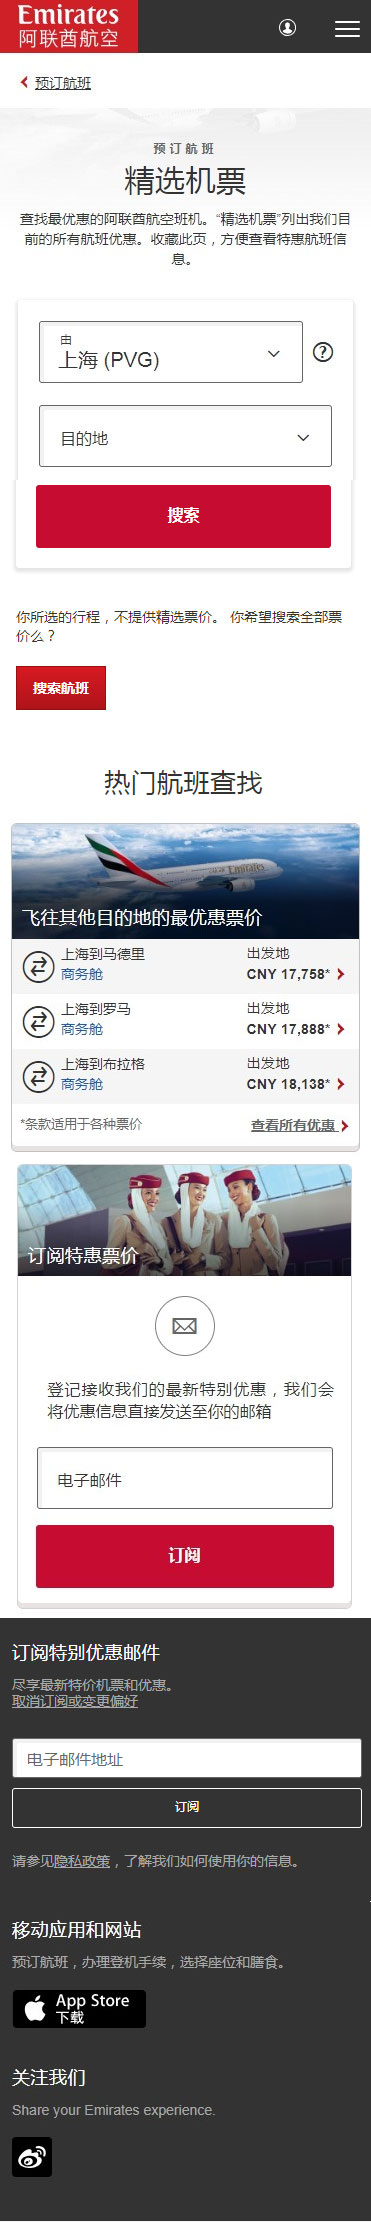 Emirates
阿联酋航空
预订航班
预订航班
精选机票
查找最优惠的阿联酋航空班机。“精选机票”列出我们目
前的所有航班优惠。收藏此页，方便查看特惠航班信
息。
由
上海 (PVG)
?
目的地
搜索
你所选的行程，不提供精选票价。 你希望搜索全部票
价么？
搜索航班
热门航班查找
Emirates
飞往其他目的地的最优惠票价
上海到马德里 出发地
商务舱 CNY 17,758*
上海到罗马 出发地
商务舱 CNY 17,888*
上海到布拉格 出发地
商务舱 CNY 18,138*
*条款适用于各种票价 查看所有优惠
订阅特惠票价
登记接收我们的最新特别优惠，我们会
将优惠信息直接发送至你的邮箱
电子邮件
订阅
订阅特别优惠邮件
尽享最新特价机票和优惠。
取消订阅或变更偏好
电子邮件地址
订阅
请参见隐私政策，了解我们如何使用你的信息。
移动应用和网站
预订航班，办理登机手续，选择座位和膳食。
App Store
下载
关注我们
Share your Emirates experience.